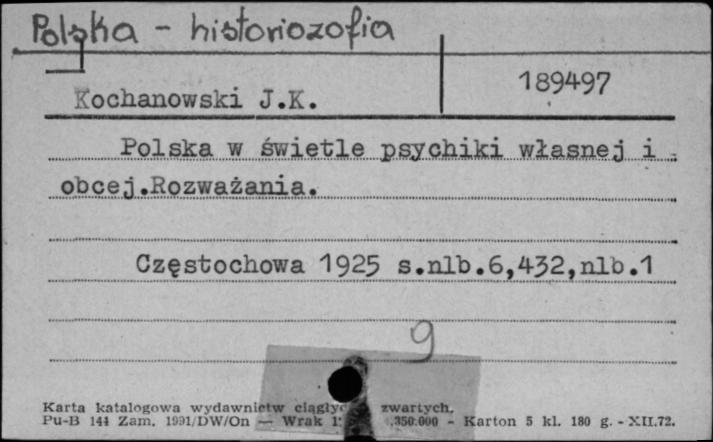 Polska - historiozofia
189497
Kochanowski J.K.
Polska w świetle psychiki własnej i
obcej.Rozważania.
Częstochowa 1925 s.nlb.6,432,nlb.1
9
Karta katalogowa wydawnictw ciągłyc zwartych.
Pu-B 144 Zam. 1991/DW/On — Wrak 350.000 - Karton 5 kl. 180 g. - XII.72.